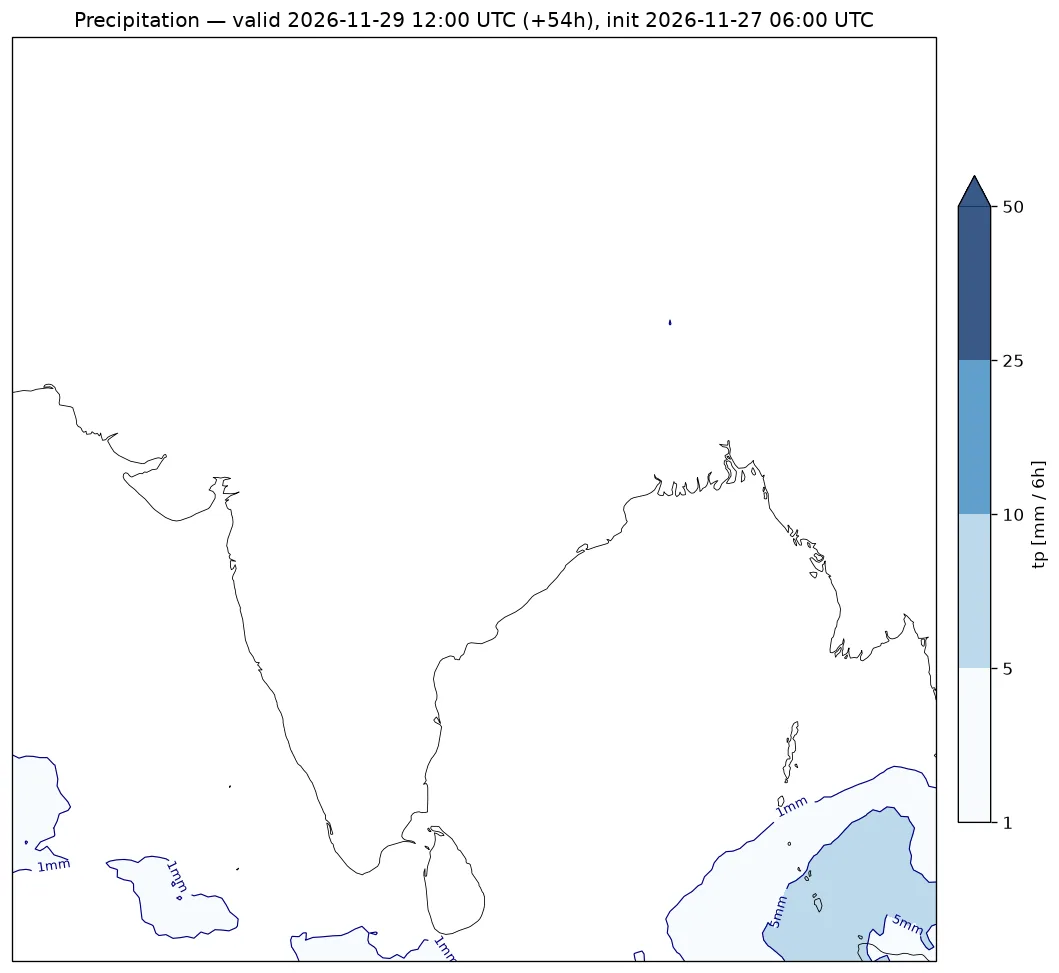 Precipitation — valid 2026-11-29 12:00 UTC (+54h), init 2026-11-27 06:00 UTC
50
25
10
5
1
tp [mm / 6h]
1mm
1mm
1mm
1mm
5mm
5mm